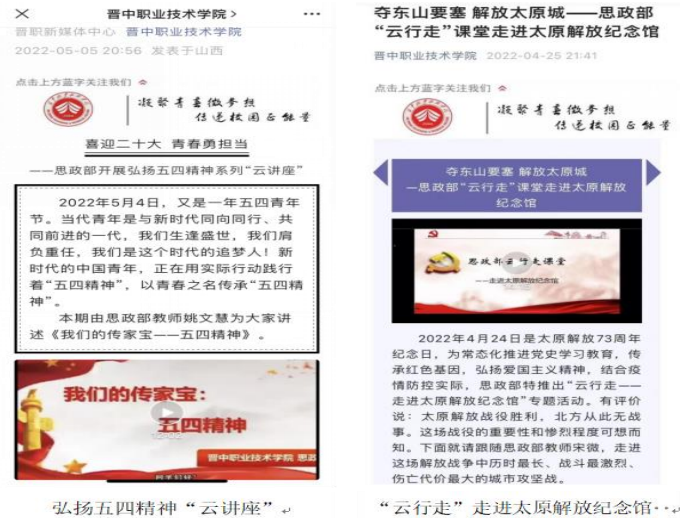 晋中职业技术学院>
晋职新媒体中心 晋中职业技术学院
2022-05-05 20:56 发表于山西
点击上方蓝字关注我们
凝聚青春微梦想
传递校园正能量
喜迎二十大 青春勇担当
——思政部开展弘扬五四精神系列“云讲座”
2022年5月4日，又是一年五四青年
节。当代青年是与新时代同向同行、共
同前进的一代，我们生逢盛世，我们肩
负重任，我们是这个时代的追梦人！新
时代的中国青年，正在用实际行动践行
着“五四精神”，以青春之名传承“五四精
神”。
本期由思政部教师姚文慧为大家讲
述《我们的传家宝——五四精神》。
我们的传家宝：
五四精神
12:02
晋中职业技术学院 思政
弘扬五四精神“云讲座”
夺东山要塞 解放太原城——思政部
“云行走”课堂走进太原解放纪念馆
晋中职业技术学院 2022-04-25 21:41
点击上方蓝字关注我们
凝聚青春微梦想
传递校园正能量
夺东山要塞 解放太原城
—思政部“云行走”课堂走进太原解放
纪念馆
思政部云行走课堂
——走进太原解放纪念馆
2022年4月24日是太原解放73周年
纪念日，为常态化推进党史学习教育，传
承红色基因，弘扬爱国主义精神，结合疫
情防控实际，思政部特推出“云行走——
走进太原解放纪念馆”专题活动。有评价
说：太原解放战役胜利，北方从此无战
事。这场战役的重要性和惨烈程度可想而
知。下面就请跟随思政部教师宋微，走进
这场解放战争中历时最长、战斗最激烈、
伤亡代价最大的城市攻坚战。
“云行走”走进太原解放纪念馆